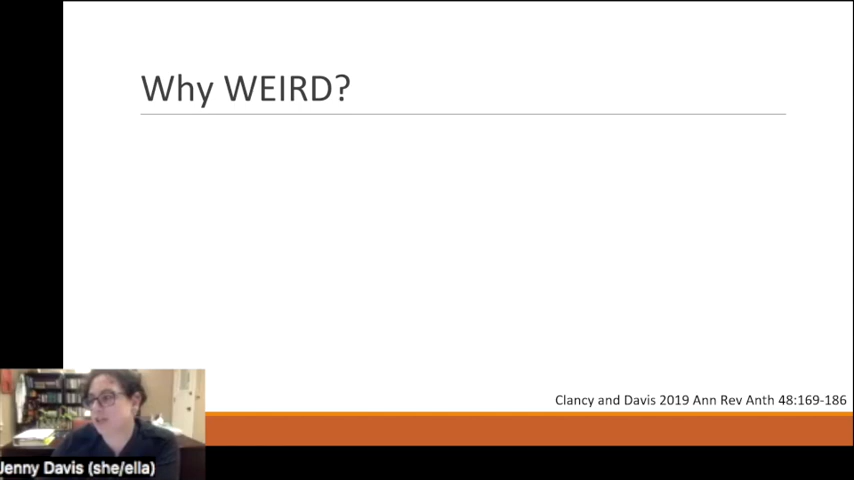 Why WEIRD?
Clancy and Davis 2019 Ann Rev Anth 48:169-186
Jenny Davis (she/ella)